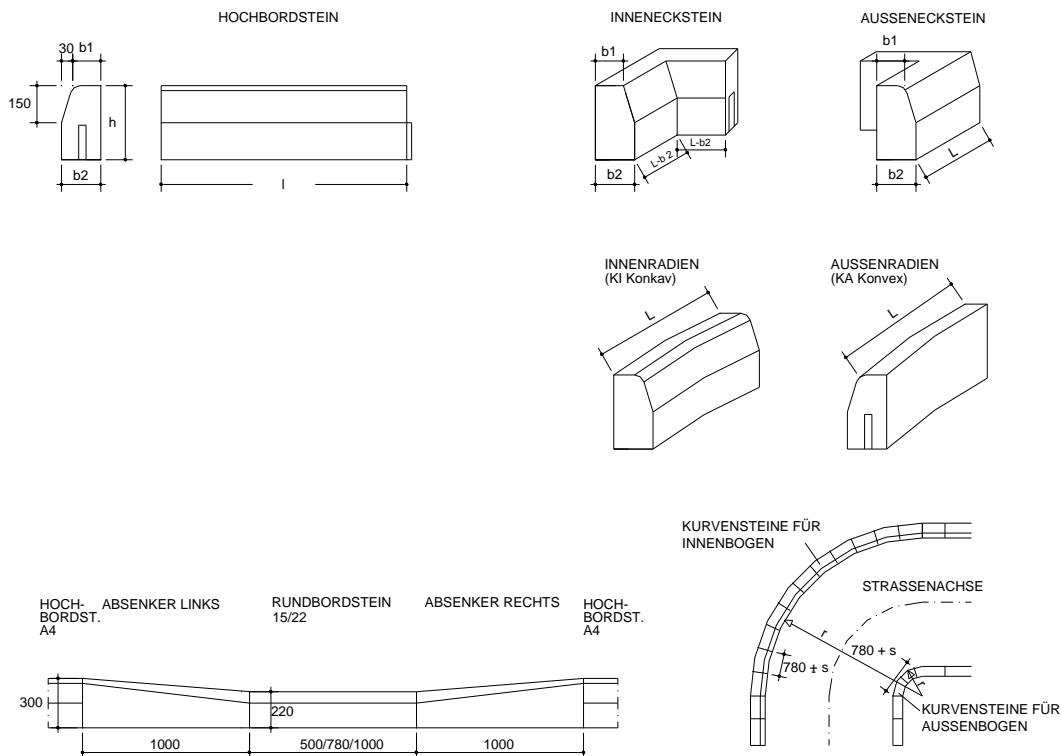 HOCHBORDSTEIN
INNENECKSTEIN
AUSSENECKSTEIN
30 b1
150
h
b2
l
b1
L-b2
L-b2
b2
b1
L
b2
INNENRADIEN
(KI Konkav)
L
AUSSENRADIEN
(KA Konvex)
L
KURVENSTEINE FÜR
INNENBOGEN
STRASSENACHSE
r
780 + s
780 + s
r
KURVENSTEINE FÜR
AUSSENBOGEN
HOCH-
BORDST.
A4
ABSENKER LINKS
RUNDBORDSTEIN
15/22
ABSENKER RECHTS
HOCH-
BORDST.
A4
300
220
1000
500/780/1000
1000